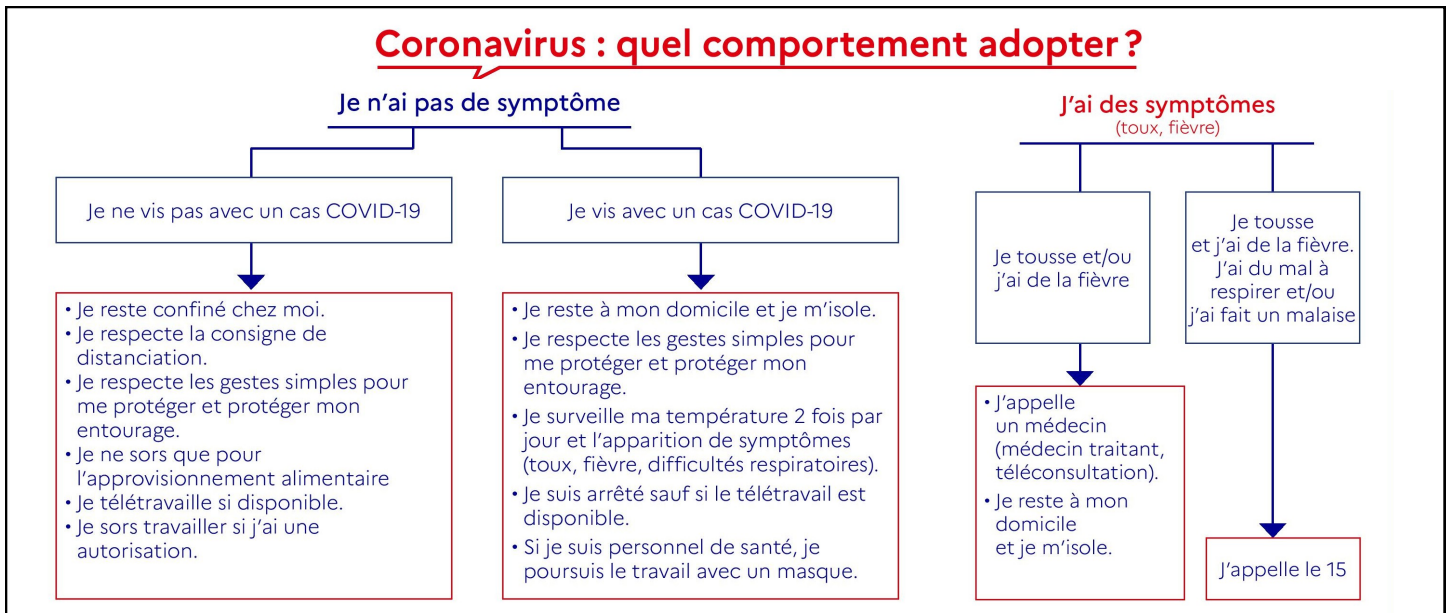 Coronavirus : quel comportement adopter ?
Je n'ai pas de symptôme
Je ne vis pas avec un cas COVID-19
• Je reste confiné chez moi.
• Je respecte la consigne de
distanciation.
• Je respecte les gestes simples pour
me protéger et protéger mon
entourage.
• Je ne sors que pour
l'approvisionnement alimentaire
• Je télétravaille si disponible.
• Je sors travailler si j'ai une
autorisation.
Je vis avec un cas COVID-19
• Je reste à mon domicile et je m'isole.
• Je respecte les gestes simples pour
me protéger et protéger mon
entourage.
• Je surveille ma température 2 fois par
jour et l'apparition de symptômes
(toux, fièvre, difficultés respiratoires).
• Je suis arrêté sauf si le télétravail est
disponible.
• Si je suis personnel de santé, je
poursuis le travail avec un masque.
J'ai des symptômes
(toux, fièvre)
Je tousse et/ou
j'ai de la fièvre
• J'appelle
un médecin
(médecin traitant,
téléconsultation).
• Je reste à mon
domicile
et je m'isole.
Je tousse
et j'ai de la fièvre.
J'ai du mal à
respirer et/ou
j'ai fait un malaise
J'appelle le 15